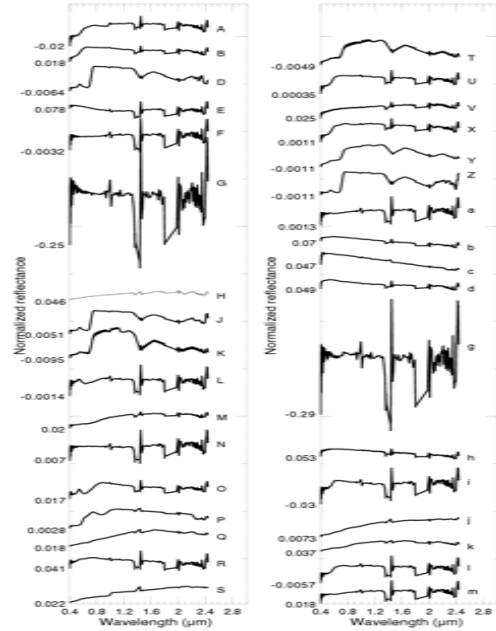 Normalized reflectance
A
-0.02
B
0.018
D
-0.0064
E
0.078
F
-0.0032
G
-0.25
H
0.046
J
-0.0051
K
-0.0095
L
-0.0014
M
0.02
N
0.007
O
0.017
P
0.0028
Q
0.018
R
0.041
S
0.022
0.4 1.0 1.6 2 2.4 2.8
Wavelength (μm)
Normalized reflectance
T
-0.0049
U
0.00035
V
0.025
X
0.0011
Y
-0.0011
Z
-0.0011
a
0.0013
b
0.07
c
0.047
d
0.049
g
-0.29
h
0.053
i
-0.03
j
0.0073
k
0.037
l
-0.0057
m
0.018
0.4 1.2 1.6 2 2.4 2.8
Wavelength (μm)